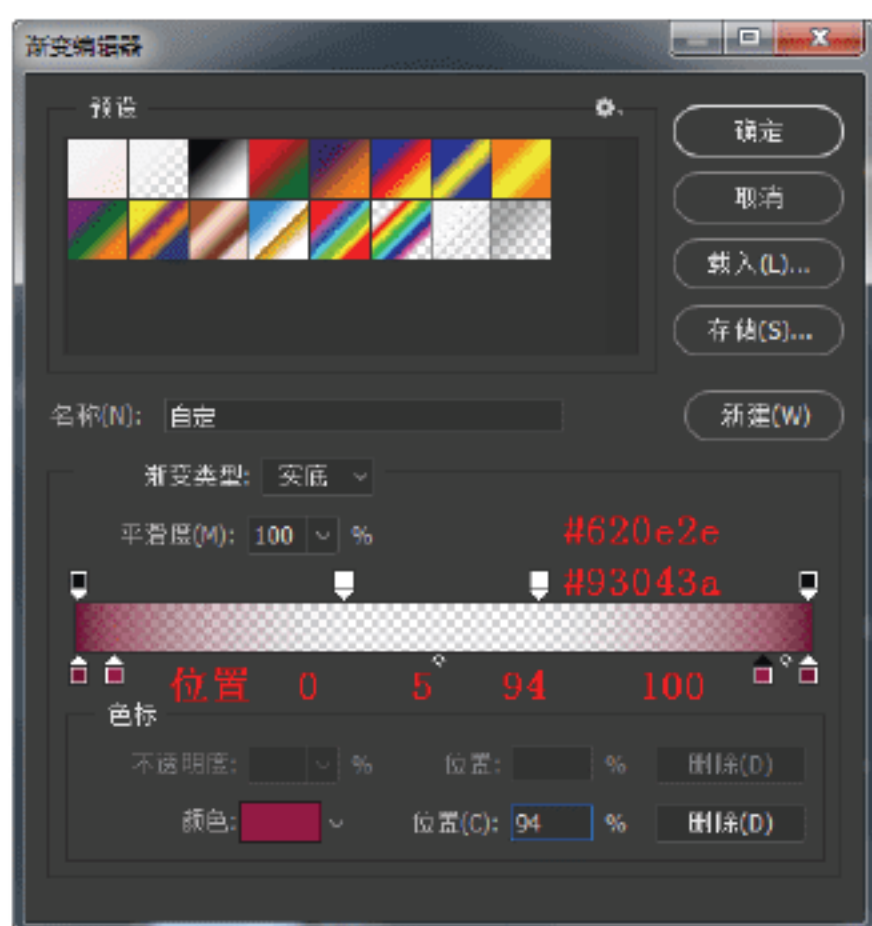 渐变编辑器
预设
确定
取消
载入(L)...
存储(S)...
名称(N): 自定
新建(W)
渐变类型: 实底
平滑度(M): 100 %
#620e2e
#93043a
位置 0 5 94 100
色标
不透明度: % 位置: % 删除(D)
颜色: 位置(C): 94 % 删除(D)